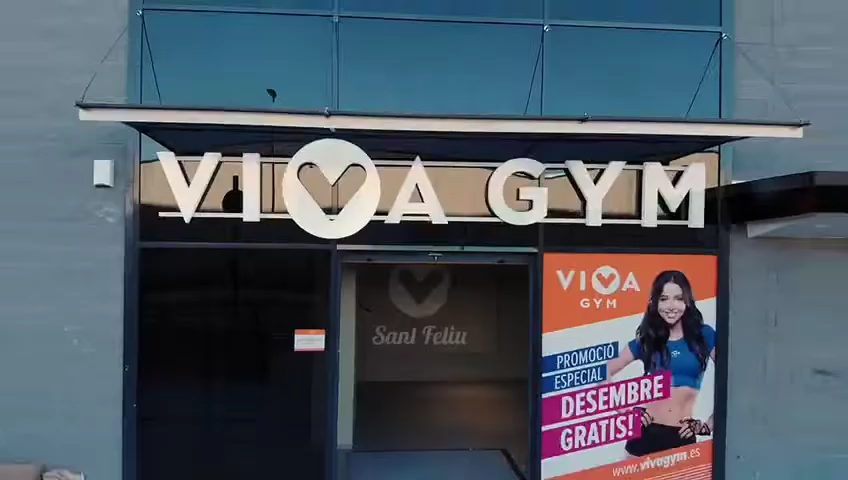 VIVA GYM
Sant Feliu
VIVA
GYM
PROMOCIÓ
ESPECIAL
DESEMBRE
GRATIS!
www.vivagym.es